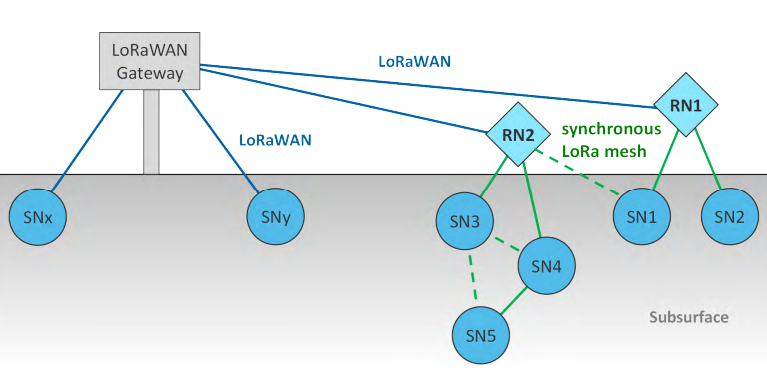 LoRaWAN
Gateway
LoRaWAN
LoRaWAN
RN1
RN2
synchronous
LoRa mesh
SNx
SNy
SN3
SN1
SN2
SN4
SN5
Subsurface